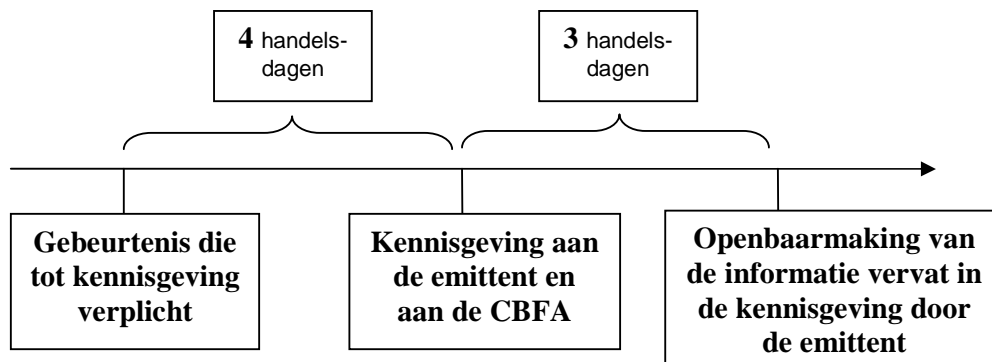 4 handels-
dagen
3 handels-
dagen
Gebeurtenis die
tot kennisgeving
verplicht
Kennisgeving aan
de emittent en
aan de CBFA
Openbaarmaking van
de informatie vervat in
de kennisgeving door
de emittent